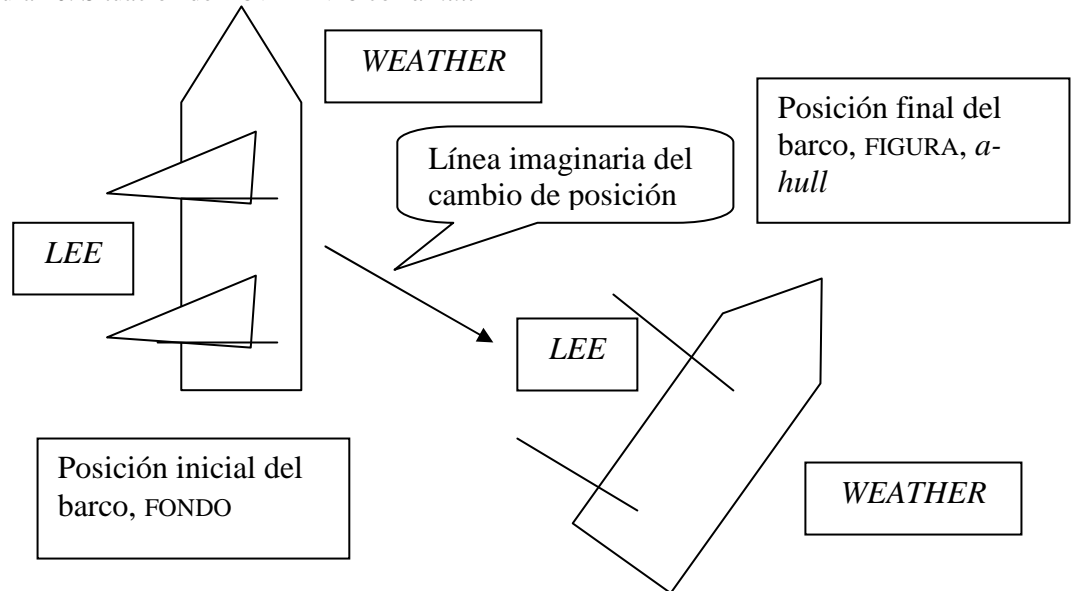 WEATHER
Posición final del
barco, FIGURA, a-
hull
Línea imaginaria del
cambio de posición
LEE
LEE
Posición inicial del
barco, FONDO
WEATHER